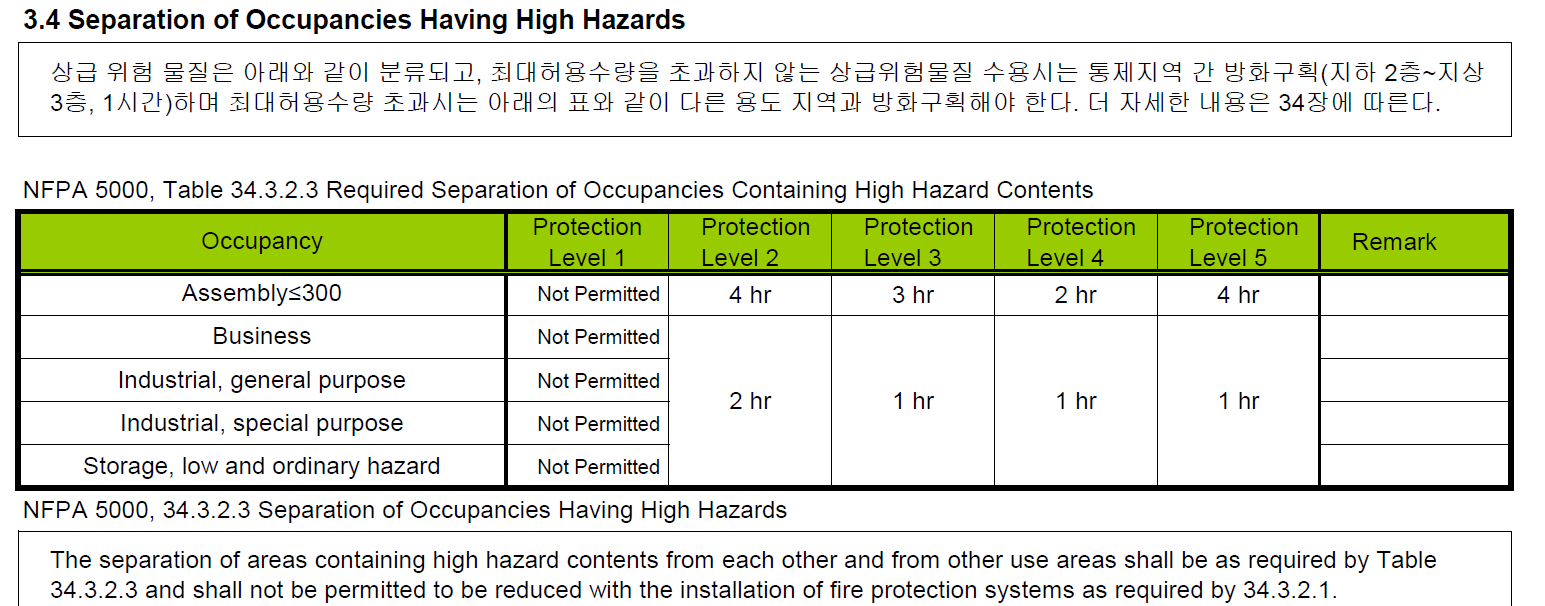 3.4 Separation of Occupancies Having High Hazards
상급 위험 물질은 아래와 같이 분류되고, 최대허용수량을 초과하지 않는 상급위험물질 수용시는 통제지역 간 방화구획(지하 2층~지상
3층, 1시간)하며 최대허용수량 초과시는 아래의 표와 같이 다른 용도 지역과 방화구획해야 한다. 더 자세한 내용은 34장에 따른다.
NFPA 5000, Table 34.3.2.3 Required Separation of Occupancies Containing High Hazard Contents
Occupancy Protection Level 1 Protection Level 2 Protection Level 3 Protection Level 4 Protection Level 5 Remark
Assembly≤300 Not Permitted 4 hr 3 hr 2 hr 4 hr
Business Not Permitted
Industrial, general purpose Not Permitted
2 hr 1 hr 1 hr 1 hr
Industrial, special purpose Not Permitted
Storage, low and ordinary hazard Not Permitted
NFPA 5000, 34.3.2.3 Separation of Occupancies Having High Hazards
The separation of areas containing high hazard contents from each other and from other use areas shall be as required by Table
34.3.2.3 and shall not be permitted to be reduced with the installation of fire protection systems as required by 34.3.2.1.